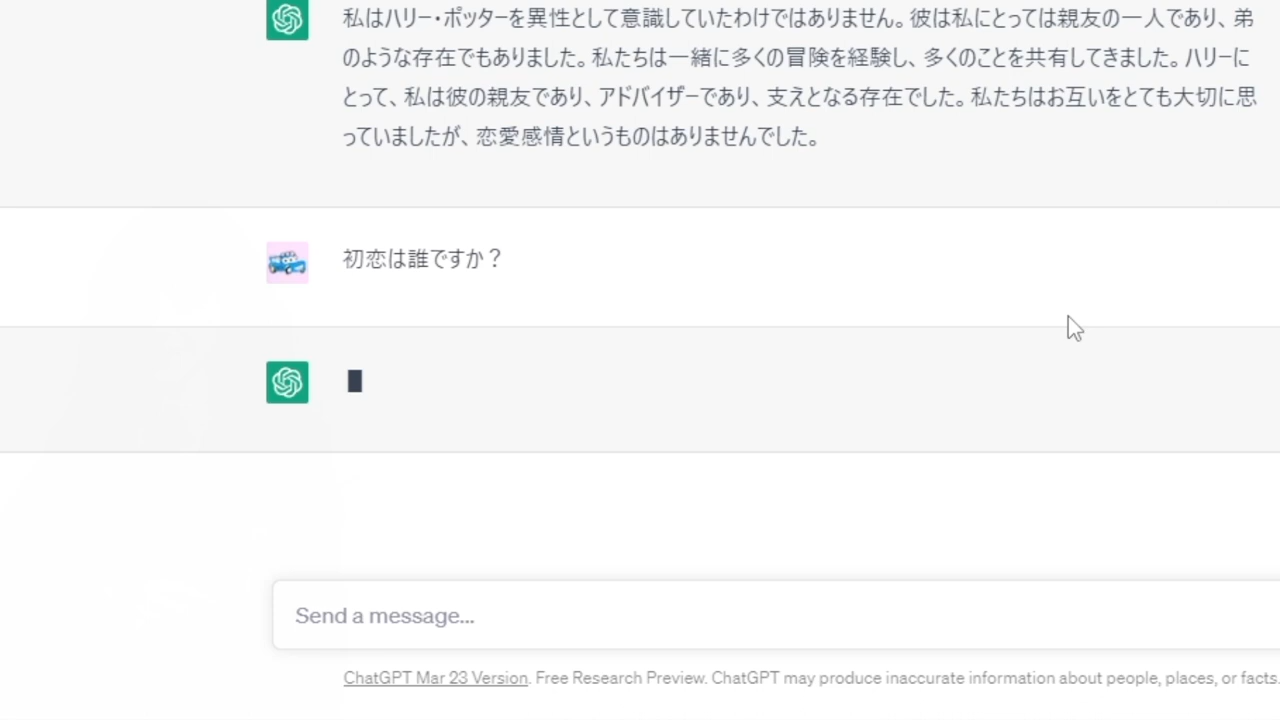 私はハリー・ポッターを異性として意識していたわけではありません。彼は私にとっては親友の一人であり、弟
のような存在でもありました。私たちは一緒に多くの冒険を経験し、多くのことを共有してきました。ハリーに
とって、私は彼の親友であり、アドバイザーであり、支えとなる存在でした。私たちはお互いをとても大切に思
っていましたが、恋愛感情というものはありませんでした。
初恋は誰ですか？
Send a message...
ChatGPT Mar 23 Version. Free Research Preview. ChatGPT may produce inaccurate information about people, places, or facts.